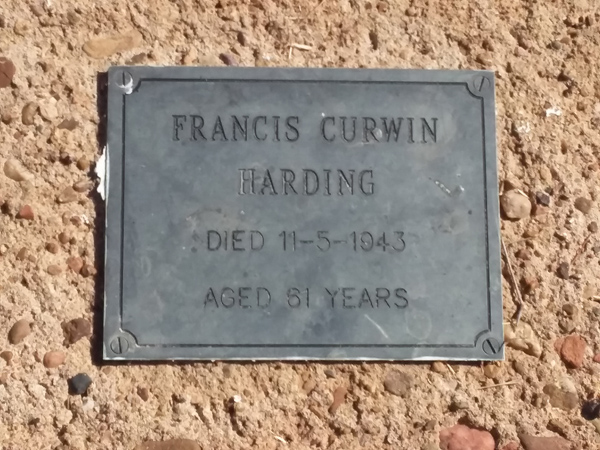 FRANCIS CURWIN
HARDING
DIED 11-5-1943
AGED 61 YEARS